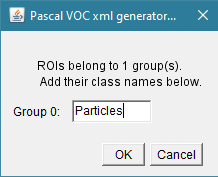 Pascal VOC xml generator...
ROIs belong to 1 group(s).
Add their class names below.
Group 0: Particles
OK Cancel